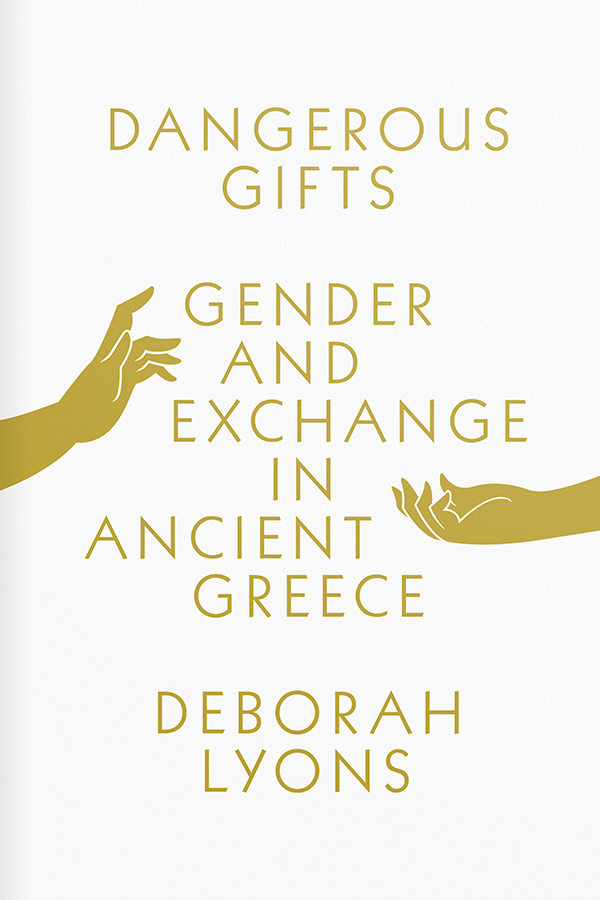 DANGEROUS
GIFTS
GENDER
AND
EXCHANGE
IN
ANCIENT
GREECE
DEBORAH
LYONS